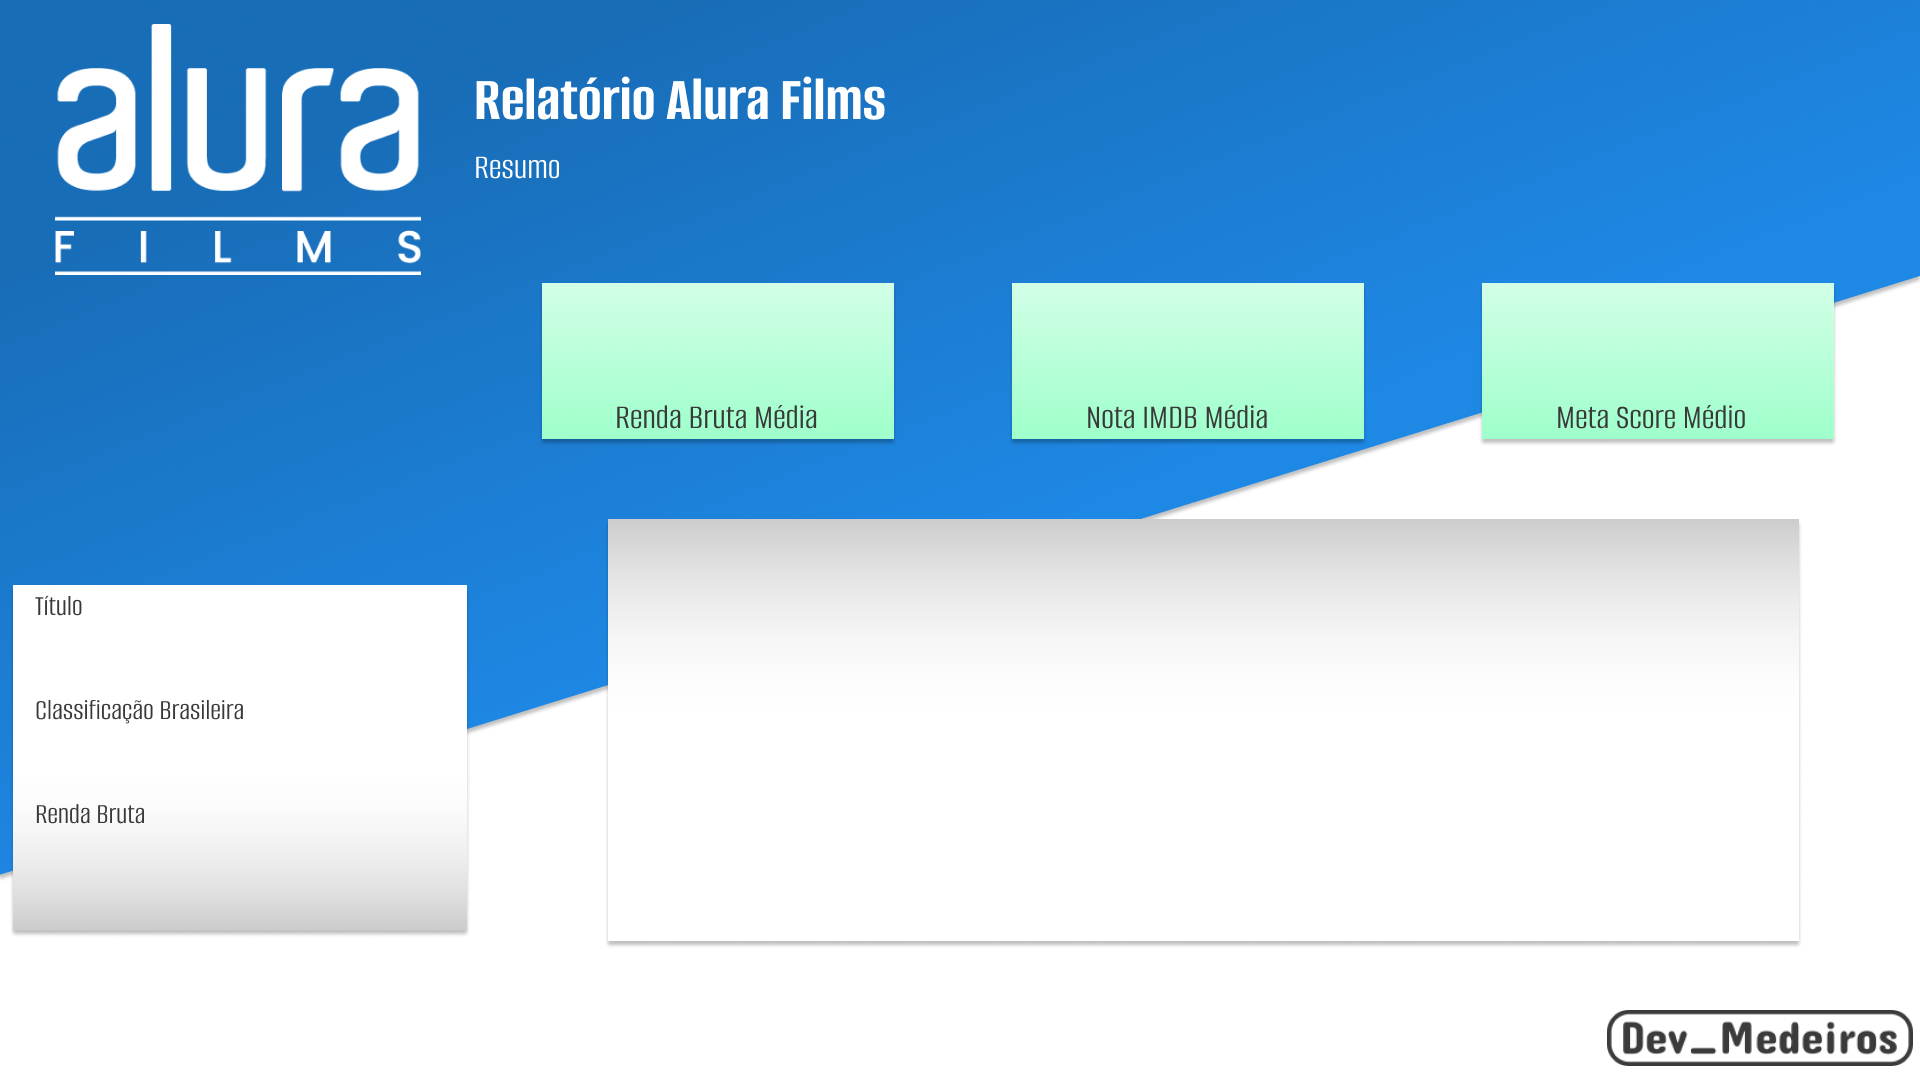 alura
FILMS
Relatório Alura Films
Resumo
Renda Bruta Média
Nota IMDB Média
Meta Score Médio
Título
Classificação Brasileira
Renda Bruta
Dev_Medeiros